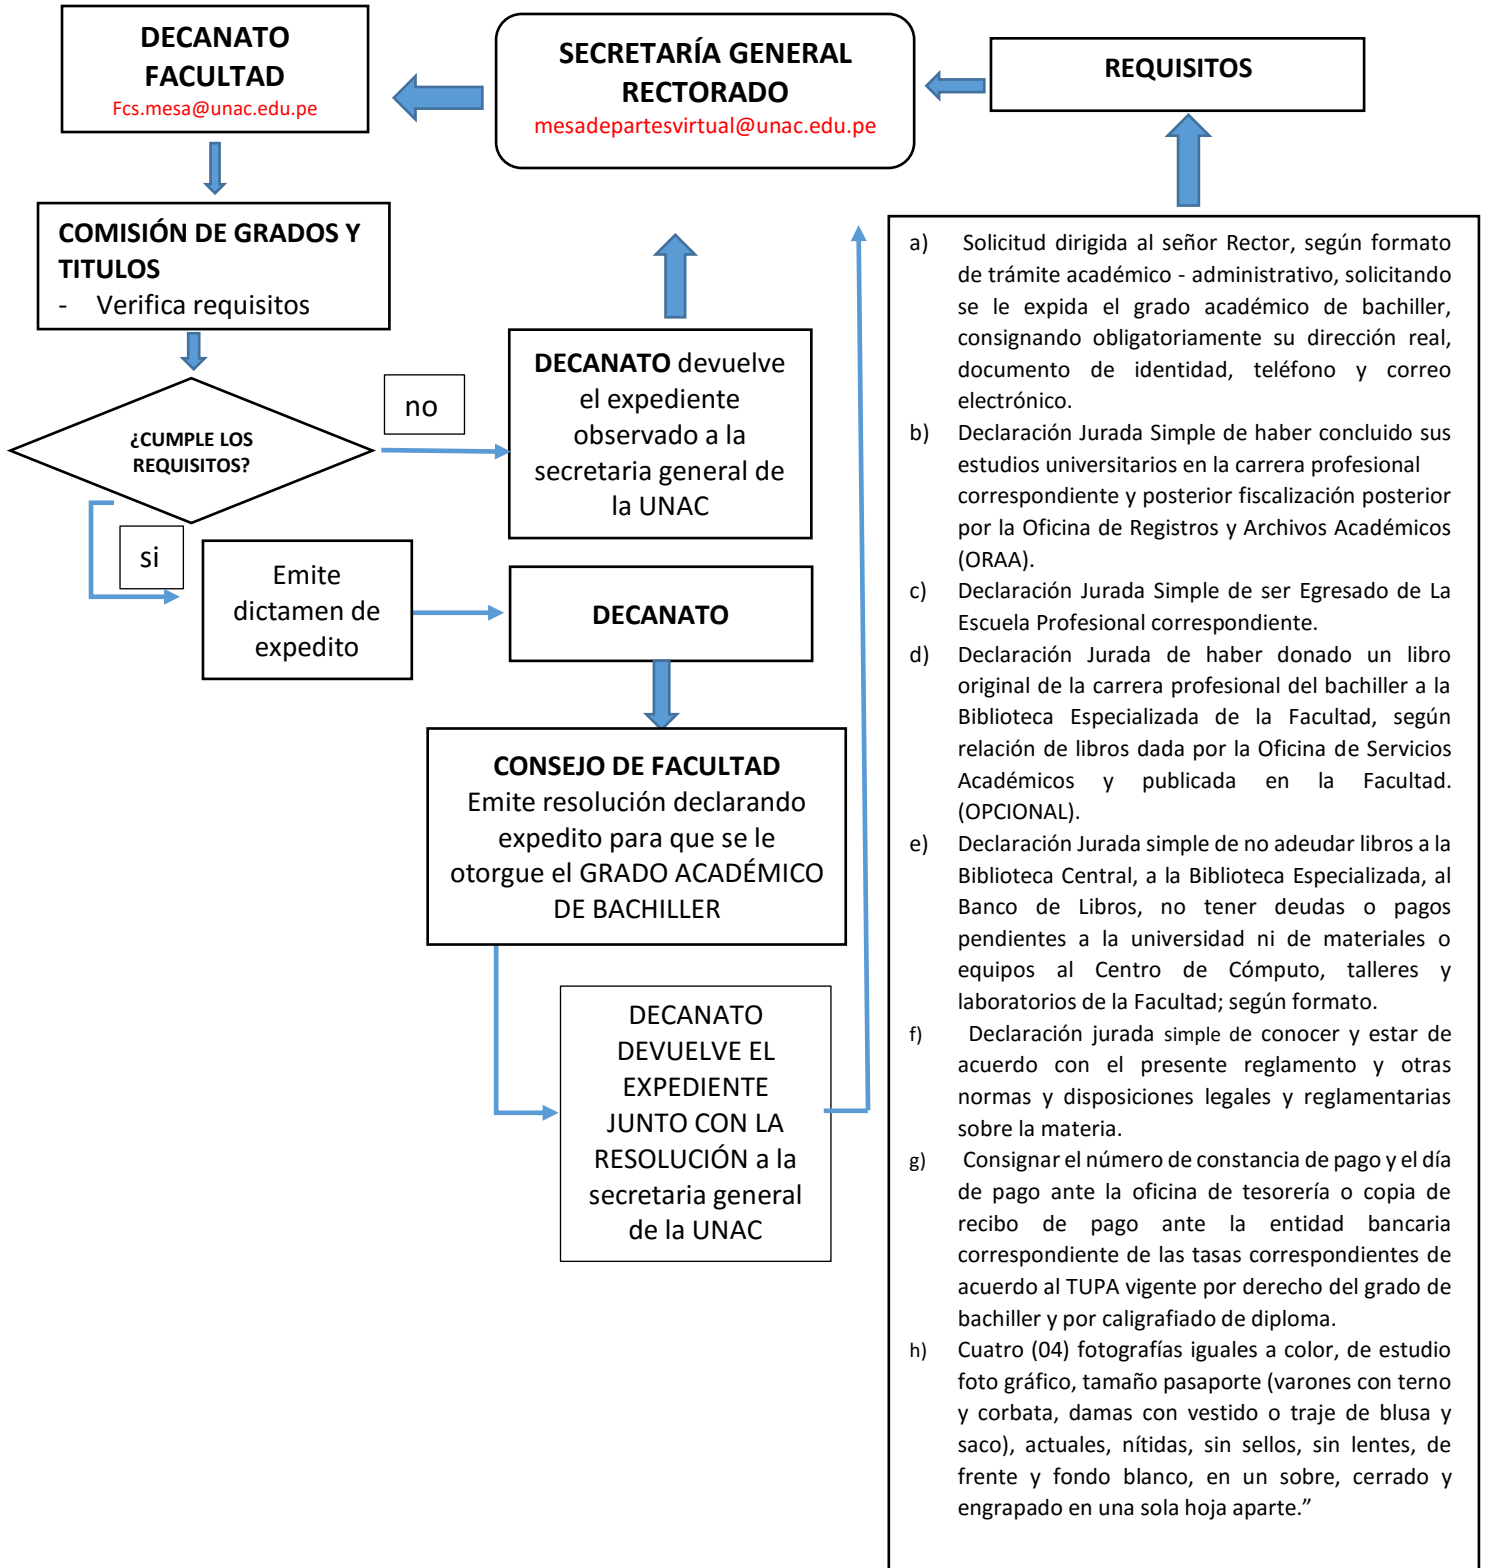 DECANATO
FACULTAD
Fcs.mesa@unac.edu.pe
SECRETARÍA GENERAL
RECTORADO
mesadepartesvirtual@unac.edu.pe
REQUISITOS
COMISIÓN DE GRADOS Y
TITULOS
- Verifica requisitos
¿CUMPLE LOS
REQUISITOS?
no
DECANATO devuelve
el expediente
observado a la
secretaria general de
la UNAC
si
Emite
dictamen de
expedito
DECANATO
CONSEJO DE FACULTAD
Emite resolución declarando
expedito para que se le
otorgue el GRADO ACADÉMICO
DE BACHILLER
DECANATO
DEVUELVE EL
EXPEDIENTE
JUNTO CON LA
RESOLUCIÓN a la
secretaria general
de la UNAC
a) Solicitud dirigida al señor Rector, según formato
de trámite académico - administrativo, solicitando
se le expida el grado académico de bachiller,
consignando obligatoriamente su dirección real,
documento de identidad, teléfono y correo
electrónico.
b) Declaración Jurada Simple de haber concluido sus
estudios universitarios en la carrera profesional
correspondiente y posterior fiscalización posterior
por la Oficina de Registros y Archivos Académicos
(ORAA).
c) Declaración Jurada Simple de ser Egresado de La
Escuela Profesional correspondiente.
d) Declaración Jurada de haber donado un libro
original de la carrera profesional del bachiller a la
Biblioteca Especializada de la Facultad, según
relación de libros dada por la Oficina de Servicios
Académicos y publicada en la Facultad.
(OPCIONAL).
e) Declaración Jurada simple de no adeudar libros a la
Biblioteca Central, a la Biblioteca Especializada, al
Banco de Libros, no tener deudas o pagos
pendientes a la universidad ni de materiales o
equipos al Centro de Cómputo, talleres y
laboratorios de la Facultad; según formato.
f) Declaración jurada simple de conocer y estar de
acuerdo con el presente reglamento y otras
normas y disposiciones legales y reglamentarias
sobre la materia.
g) Consignar el número de constancia de pago y el día
de pago ante la oficina de tesorería o copia de
recibo de pago ante la entidad bancaria
correspondiente de las tasas correspondientes de
acuerdo al TUPA vigente por derecho del grado de
bachiller y por caligrafiado de diploma.
h) Cuatro (04) fotografías iguales a color, de estudio
foto gráfico, tamaño pasaporte (varones con terno
y corbata, damas con vestido o traje de blusa y
saco), actuales, nítidas, sin sellos, sin lentes, de
frente y fondo blanco, en un sobre, cerrado y
engrapado en una sola hoja aparte.”